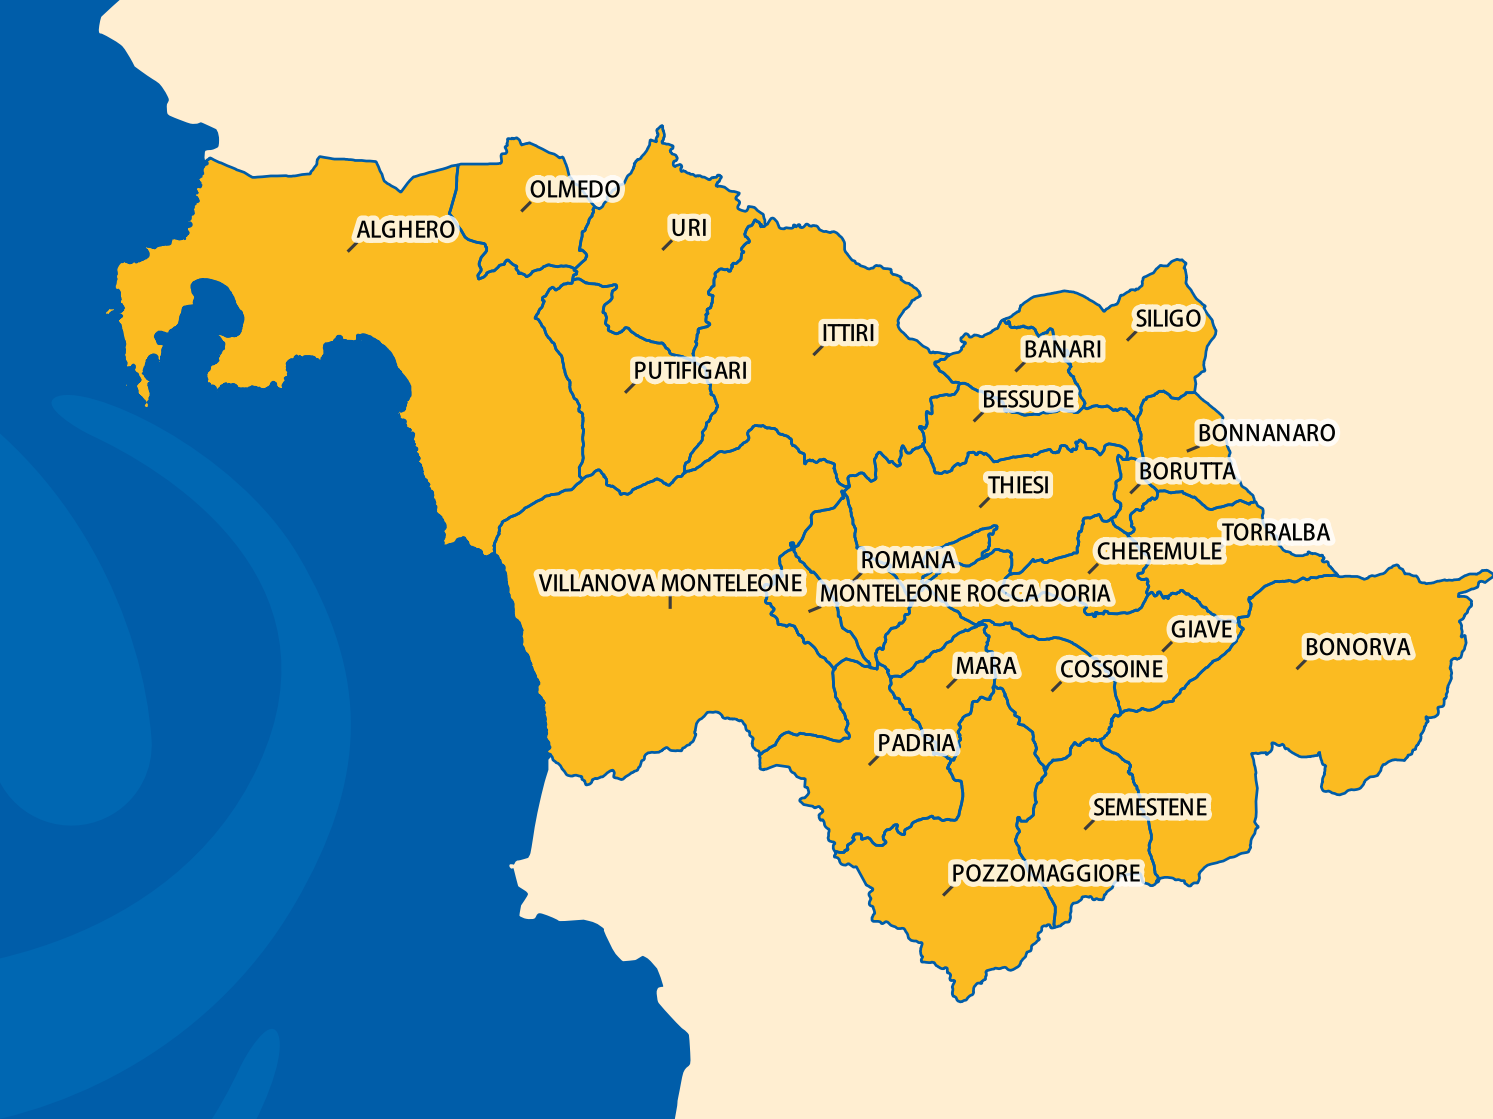 OLMEDO
URI
ALGHERO
SILIGO
ITTIRI
BANARI
PUTIFIGARI
BESSUDE
BONNANARO
BORUTTA
THIESI
TORRALBA
CHEREMULE
ROMANA
VILLANOVA MONTELEONE
MONTELEONE ROCCA DORIA
GIAVE
BONORVA
MARA
COSSOINE
PADRIA
SEMESTENE
POZZOMAGGIORE